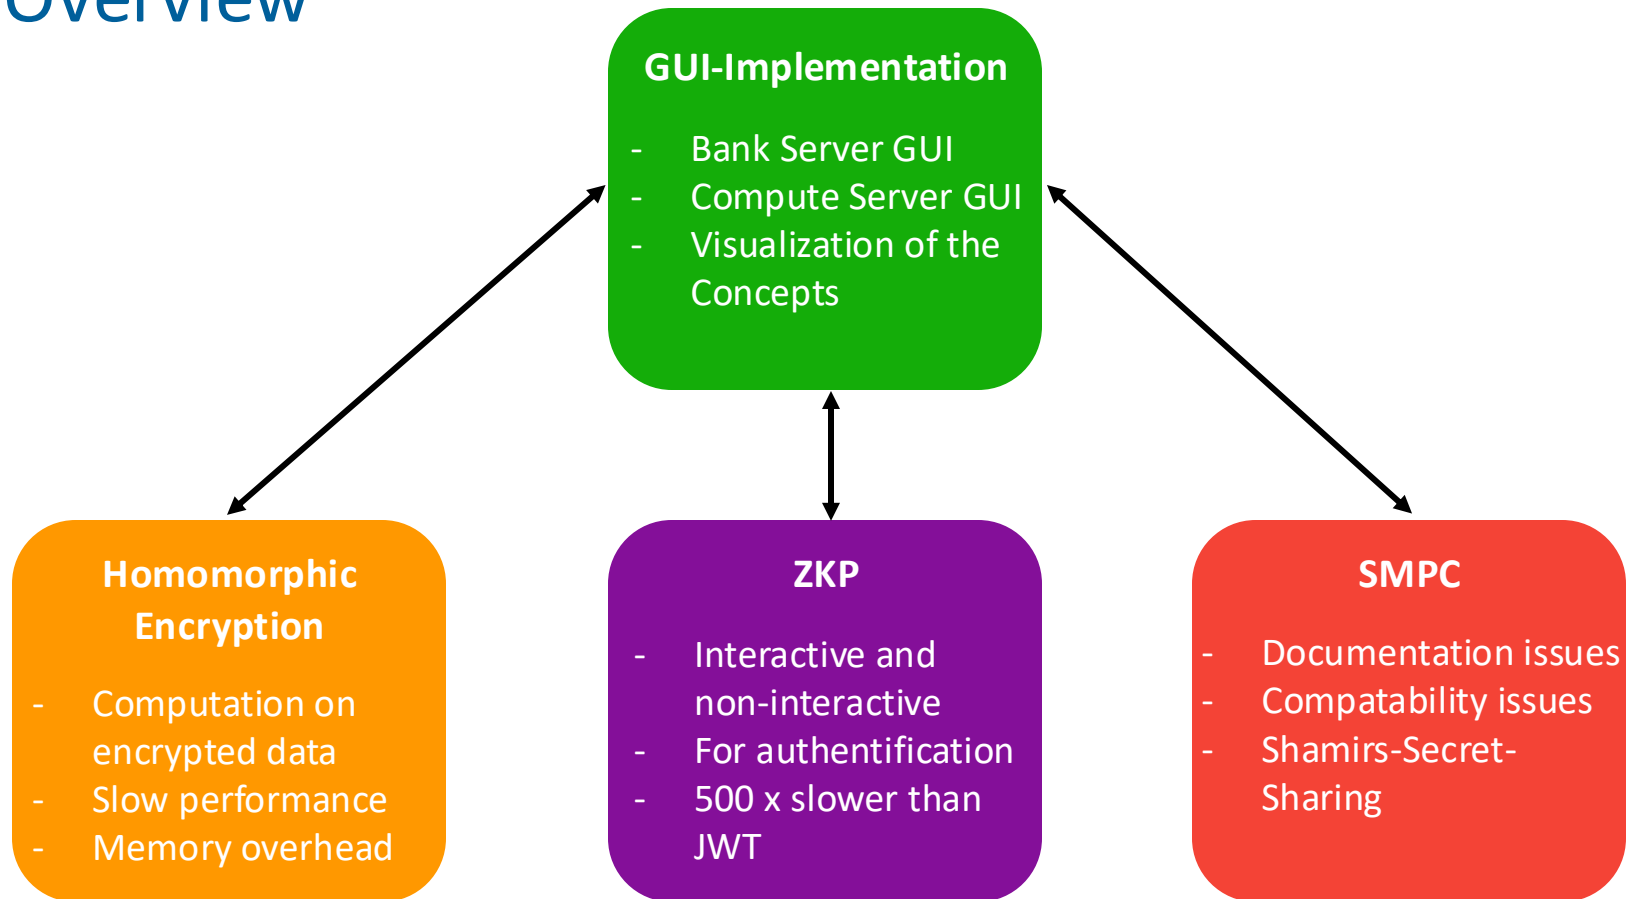 Overview
GUI-Implementation
- Bank Server GUI
- Compute Server GUI
- Visualization of the
Concepts
Homomorphic
Encryption
- Computation on
encrypted data
- Slow performance
- Memory overhead
ZKP
- Interactive and
non-interactive
- For authentification
- 500 x slower than
JWT
SMPC
- Documentation issues
- Compatability issues
- Shamirs-Secret-
Sharing